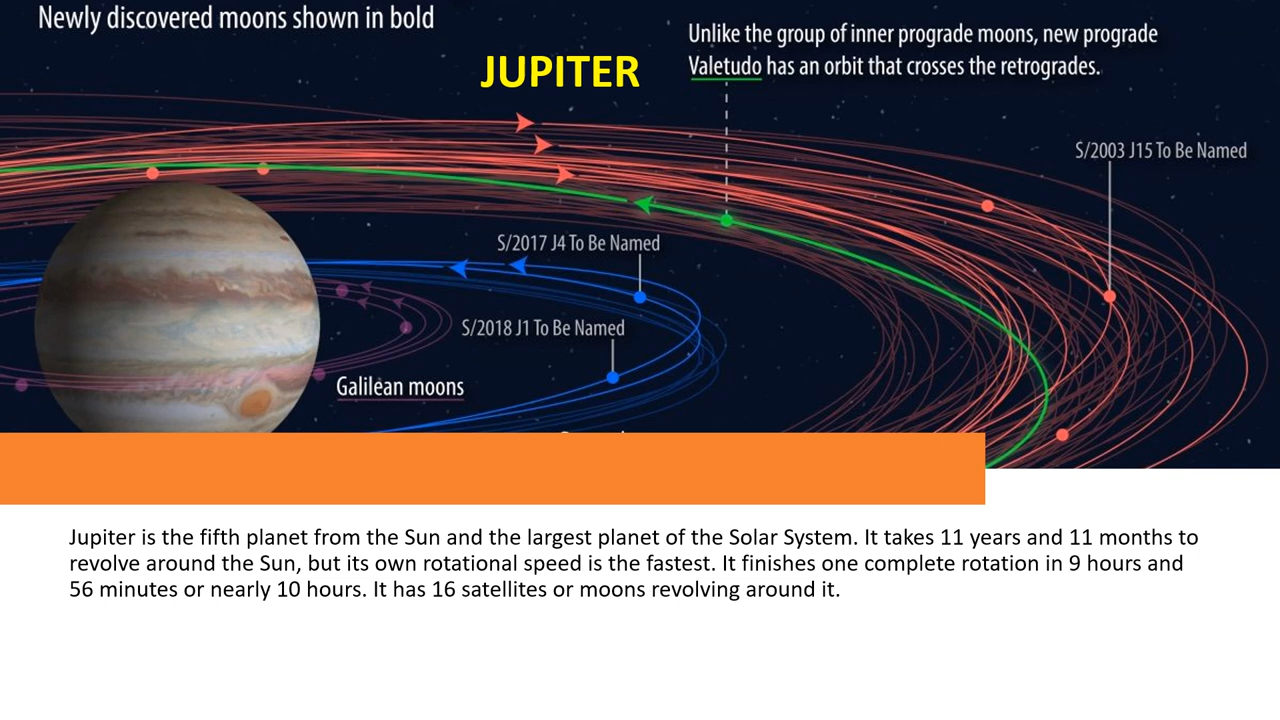 Newly discovered moons shown in bold
JUPITER
Unlike the group of inner prograde moons, new prograde
Valetudo has an orbit that crosses the retrogrades.
S/2003 J15 To Be Named
S/2017 J4 To Be Named
S/2018 J1 To Be Named
Galilean moons
Jupiter is the fifth planet from the Sun and the largest planet of the Solar System. It takes 11 years and 11 months to
revolve around the Sun, but its own rotational speed is the fastest. It finishes one complete rotation in 9 hours and
56 minutes or nearly 10 hours. It has 16 satellites or moons revolving around it.